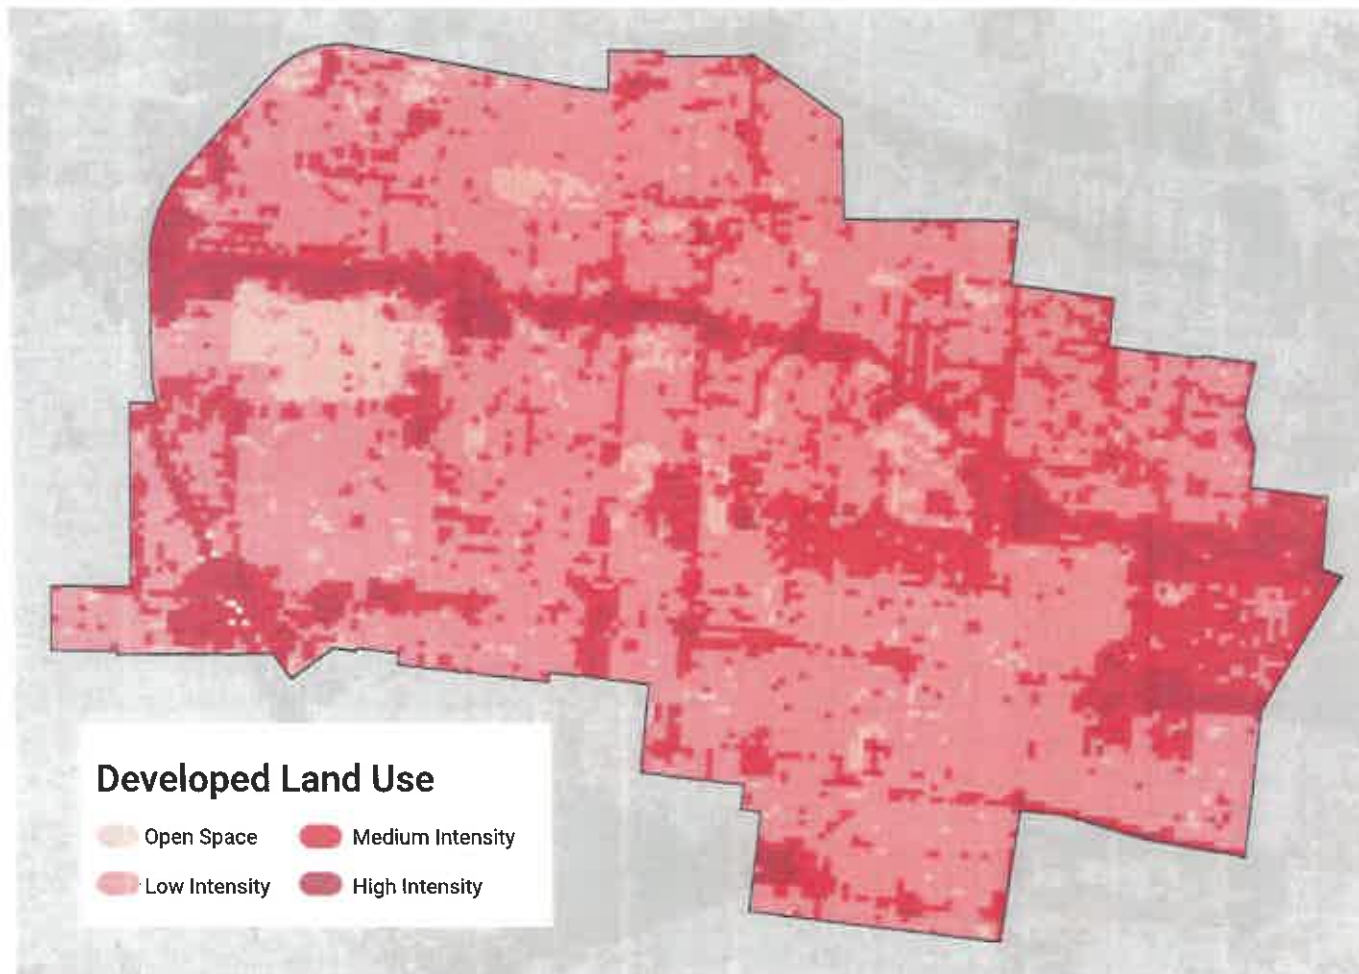 Developed Land Use
Open Space
Medium Intensity
Low Intensity
High Intensity